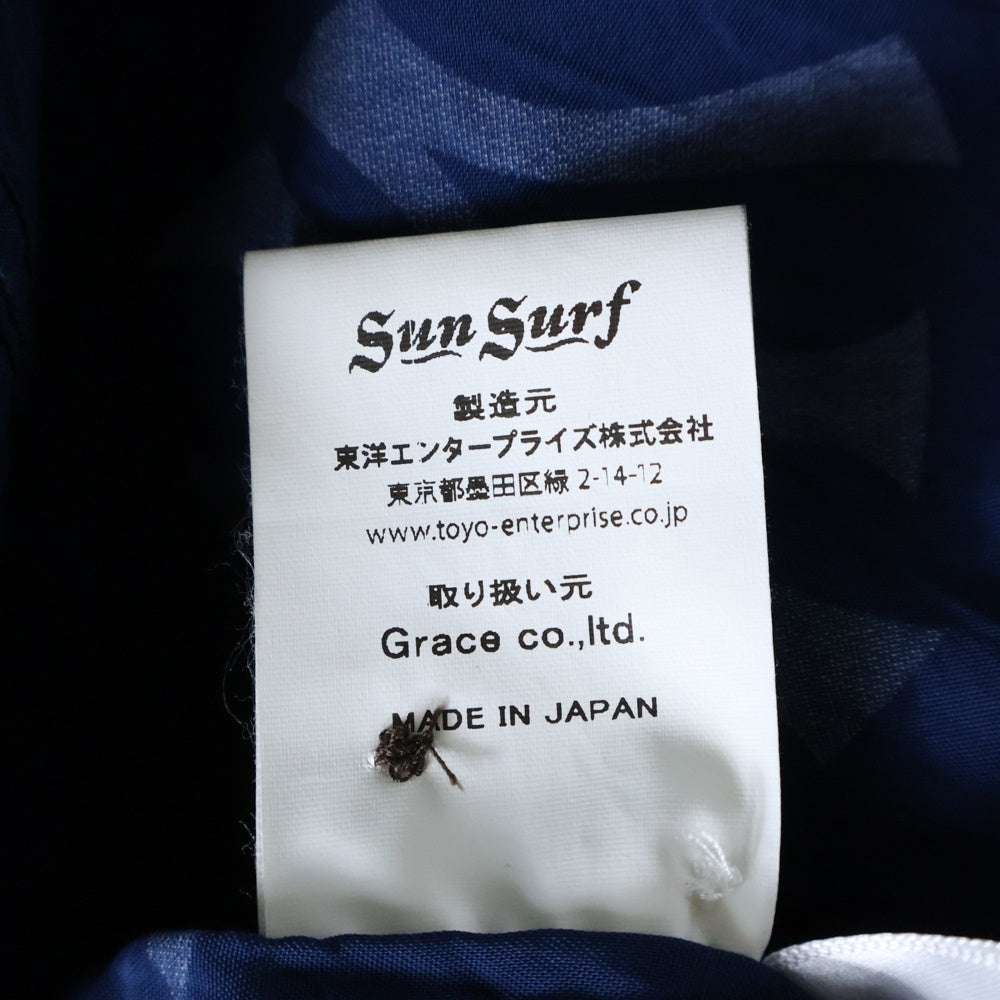 Sun Surf
製造元
東洋エンタープライズ株式会社
東京都墨田区緑 2-14-12
www.toyo-enterprise.co.jp
取り扱い元
Grace co.,ltd.
MADE IN JAPAN